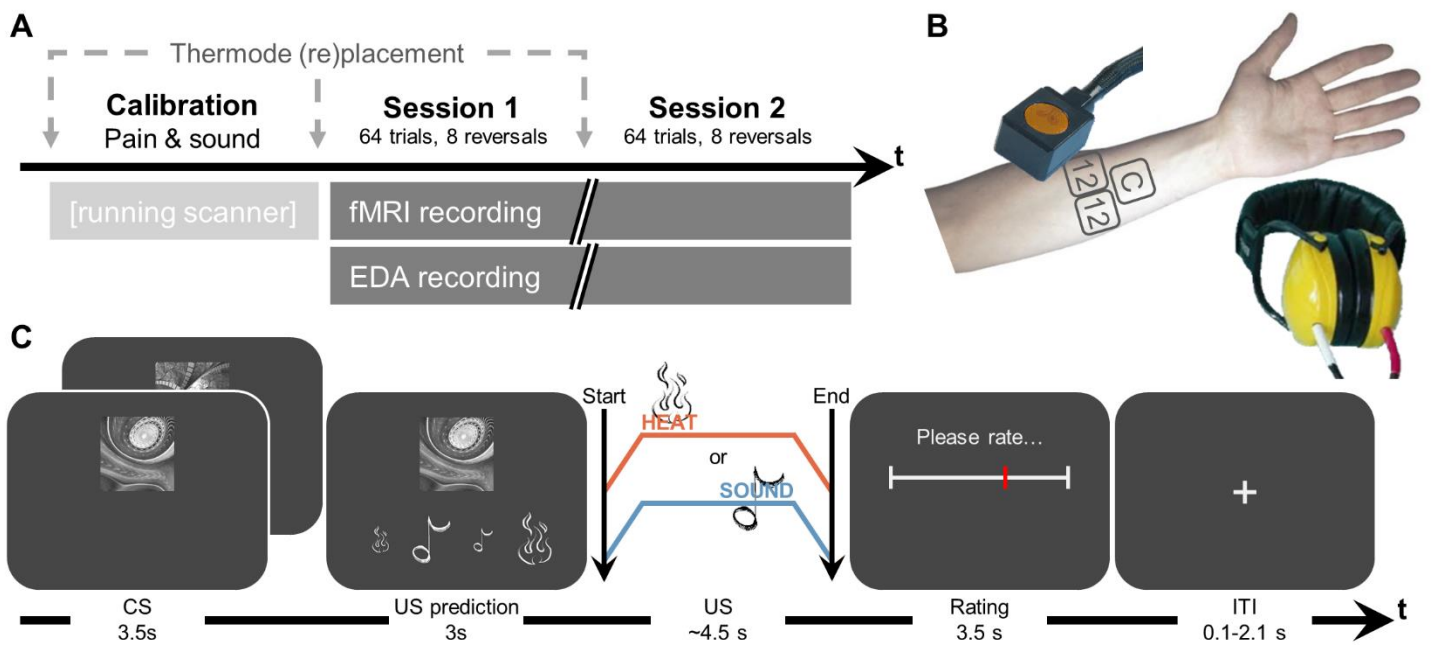 A
Thermode (re)placement
Calibration
Pain & sound
Session 1
64 trials, 8 reversals
Session 2
64 trials, 8 reversals
t
[running scanner]
fMRI recording
EDA recording
B
12
12
C
C
Start
HEAT
or
SOUND
End
Please rate…
CS
3.5s
US prediction
3s
US
~4.5 s
Rating
3.5 s
ITI
0.1-2.1 s
t